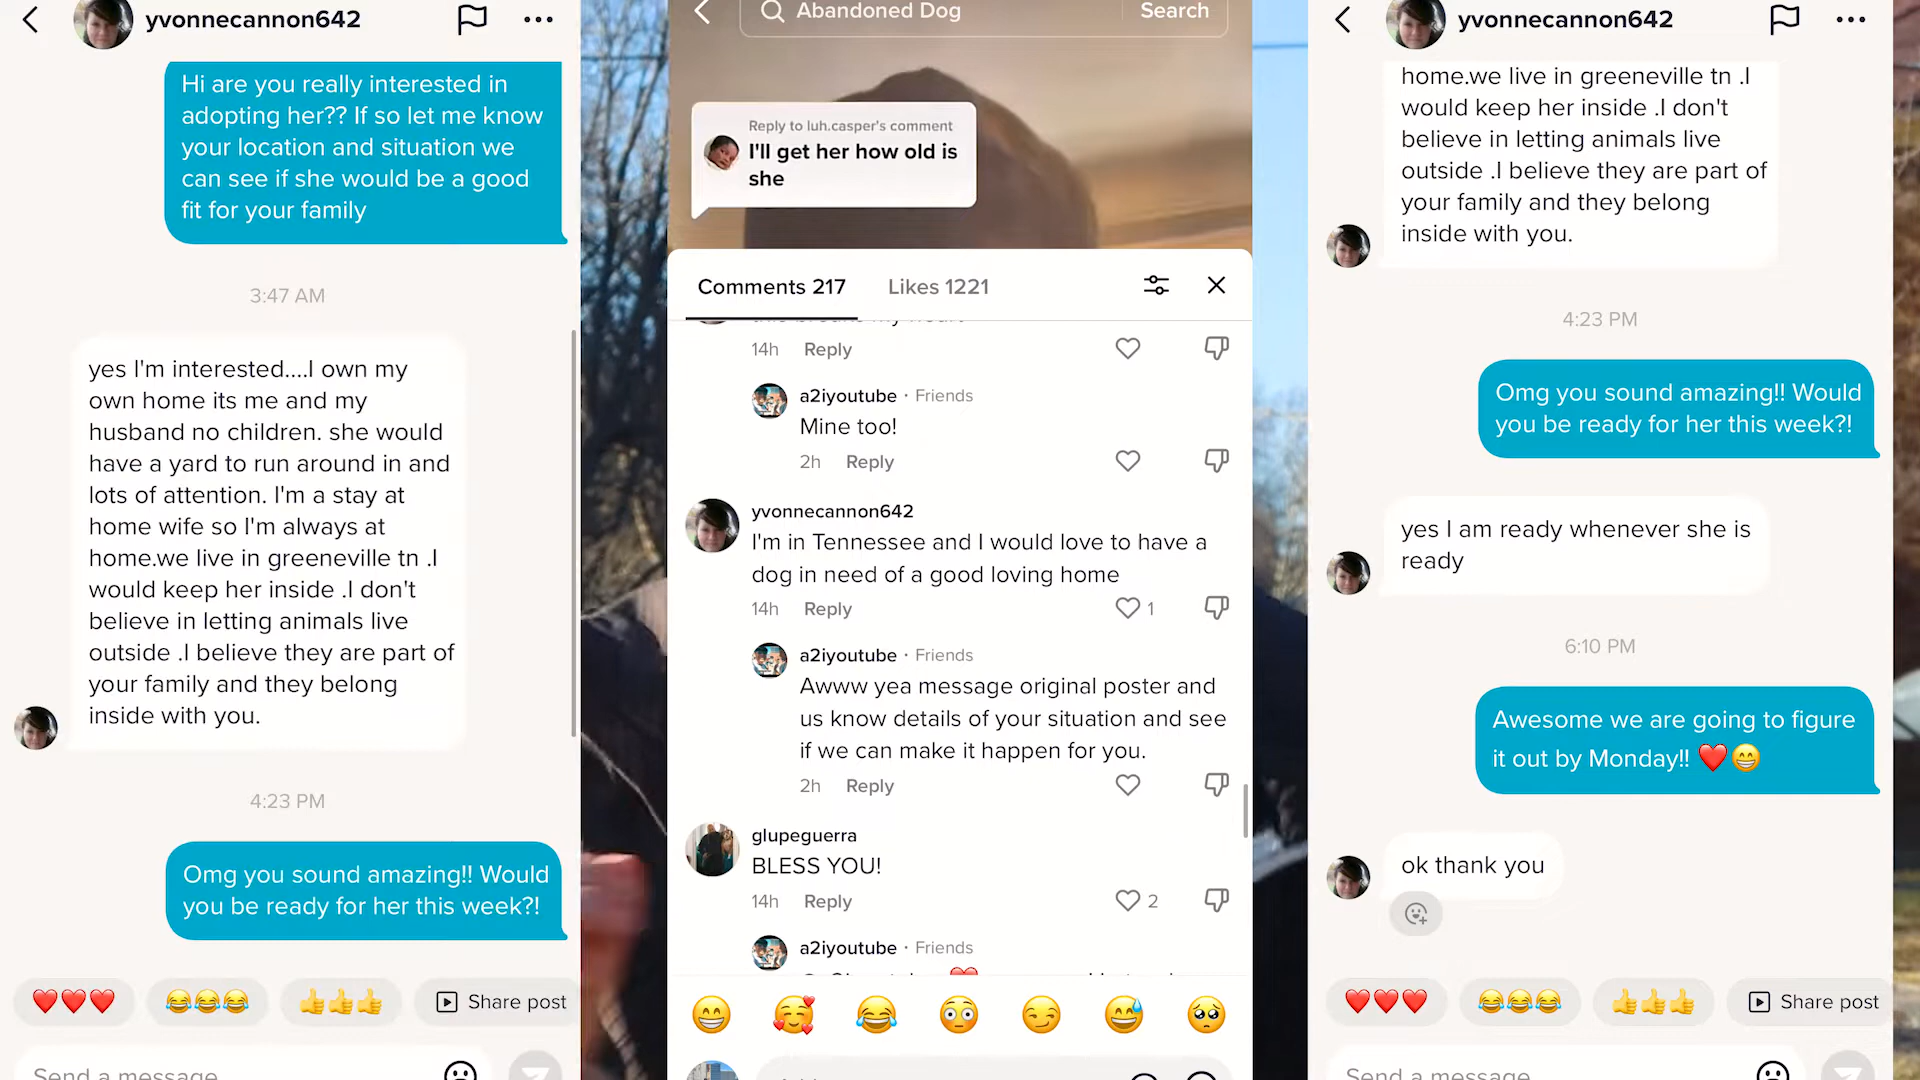 yvonnecannon642
Hi are you really interested in
adopting her?? If so let me know
your location and situation we
can see if she would be a good
fit for your family
3:47 AM
yes I'm interested....I own my
own home its me and my
husband no children. she would
have a yard to run around in and
lots of attention. I'm a stay at
home wife so I'm always at
home.we live in greeneville tn .I
would keep her inside .I don't
believe in letting animals live
outside .I believe they are part of
your family and they belong
inside with you.
4:23 PM
Omg you sound amazing!! Would
you be ready for her this week?!
❤️❤️❤️
😂😂😂
👍👍👍
Share post
Send a message
Abandoned Dog
Search
Reply to luh.casper's comment
I'll get her how old is
she
Comments 217
Likes 1221
14h Reply
a2iyoutube · Friends
Mine too!
2h Reply
yvonnecannon642
I'm in Tennessee and I would love to have a
dog in need of a good loving home
14h Reply 1
a2iyoutube · Friends
Awww yea message original poster and
us know details of your situation and see
if we can make it happen for you.
2h Reply
glupeguerra
BLESS YOU!
14h Reply 2
a2iyoutube · Friends
yvonnecannon642
home.we live in greeneville tn .I
would keep her inside .I don't
believe in letting animals live
outside .I believe they are part of
your family and they belong
inside with you.
4:23 PM
Omg you sound amazing!! Would
you be ready for her this week?!
yes I am ready whenever she is
ready
6:10 PM
Awesome we are going to figure
it out by Monday!! ❤️😁
ok thank you
❤️❤️❤️
😂😂😂
👍👍👍
Share post
Send a message